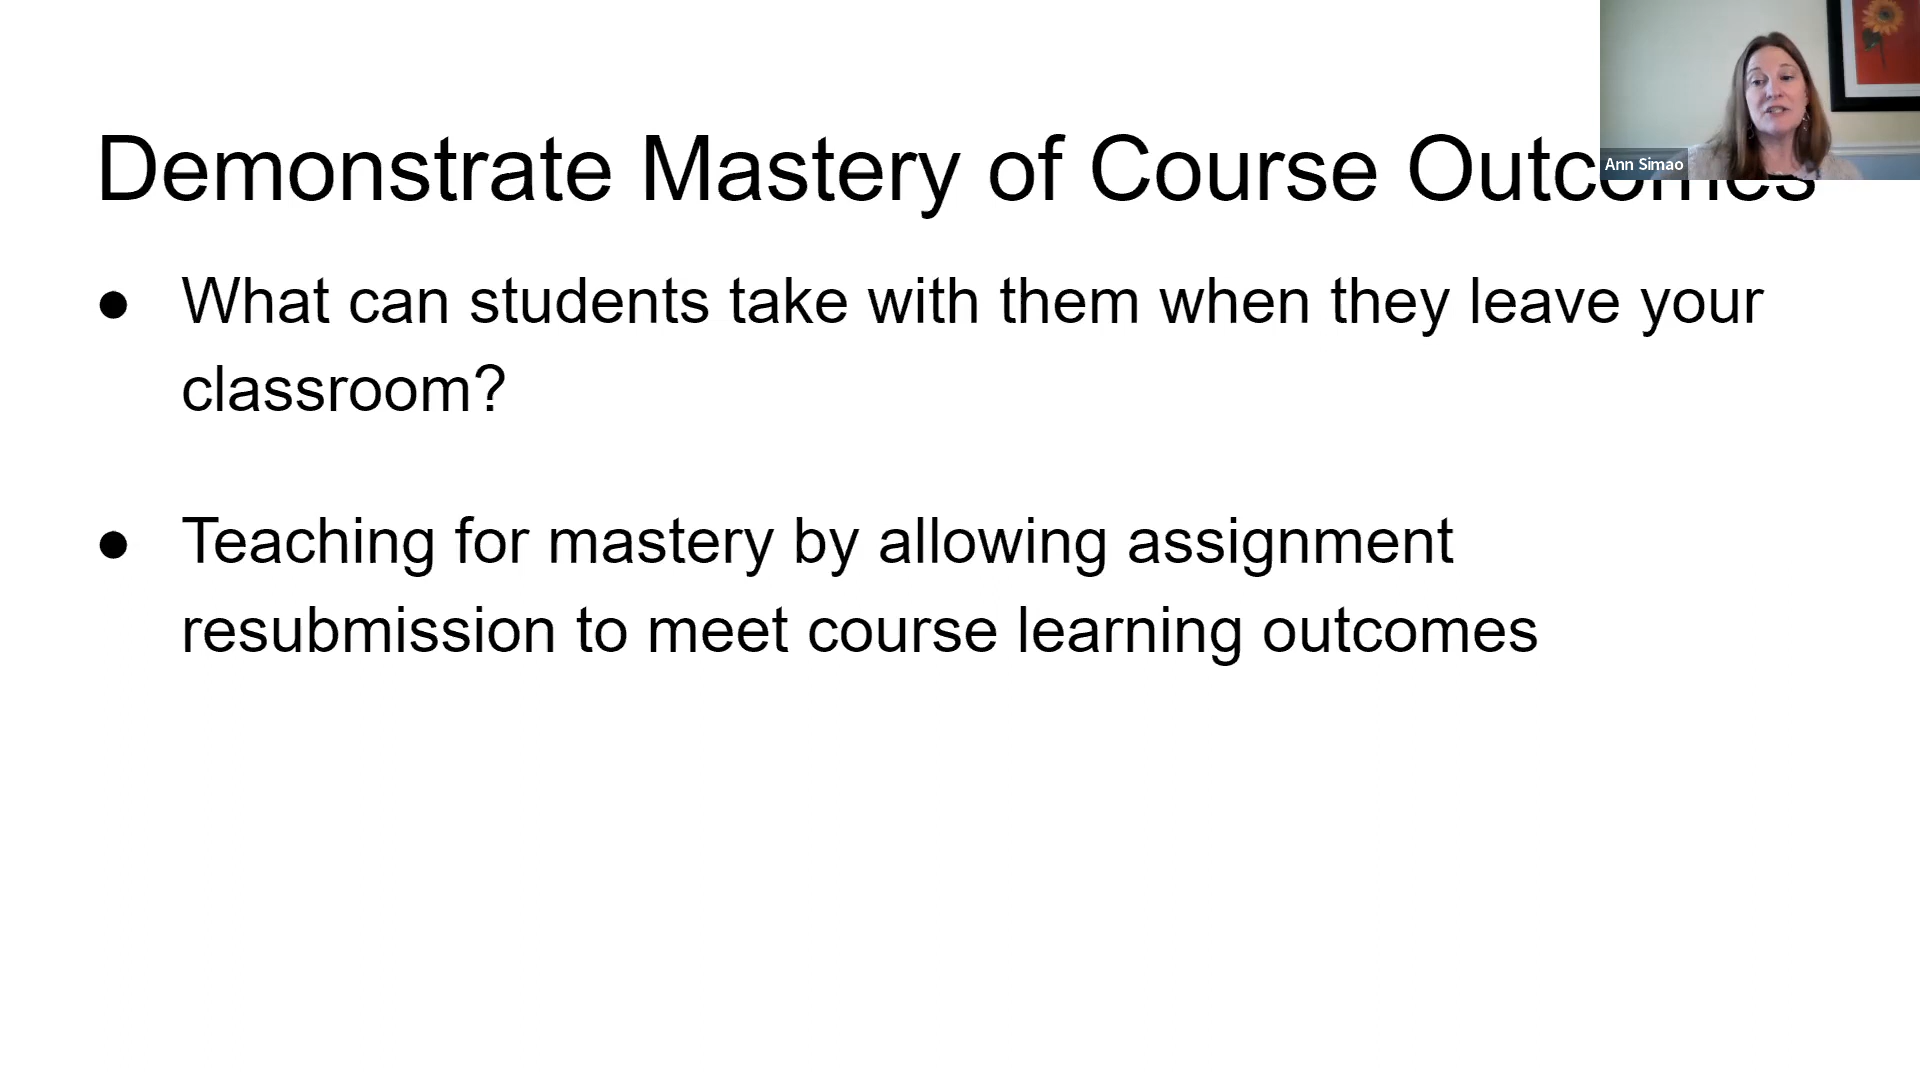 Demonstrate Mastery of Course Outcomes
Ann Simao
● What can students take with them when they leave your
classroom?
● Teaching for mastery by allowing assignment
resubmission to meet course learning outcomes